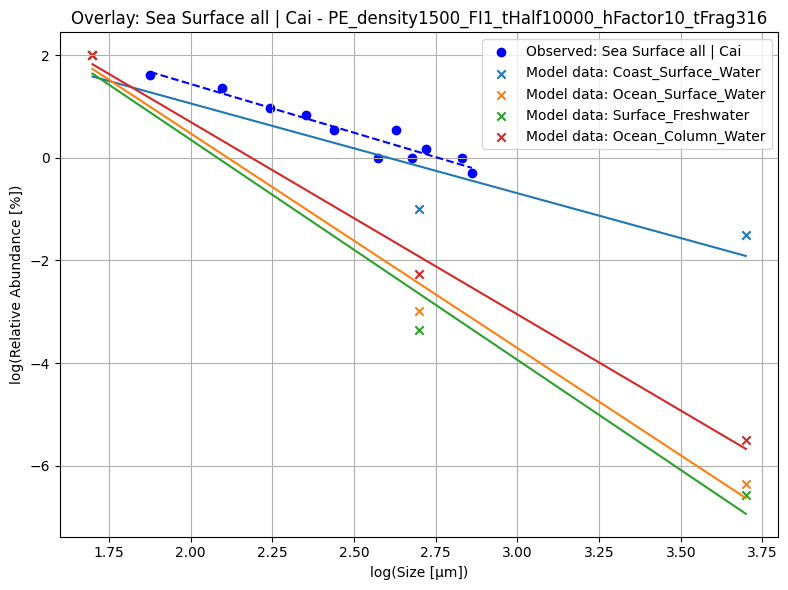 Overlay: Sea Surface all | Cai - PE_density1500_FI1_tHalf10000_hFactor10_tFrag316
Observed: Sea Surface all | Cai
Model data: Coast_Surface_Water
Model data: Ocean_Surface_Water
Model data: Surface_Freshwater
Model data: Ocean_Column_Water
log(Relative Abundance [%])
2
0
−2
−4
−6
1.75
2.00
2.25
2.50
2.75
3.00
3.25
3.50
3.75
log(Size [μm])